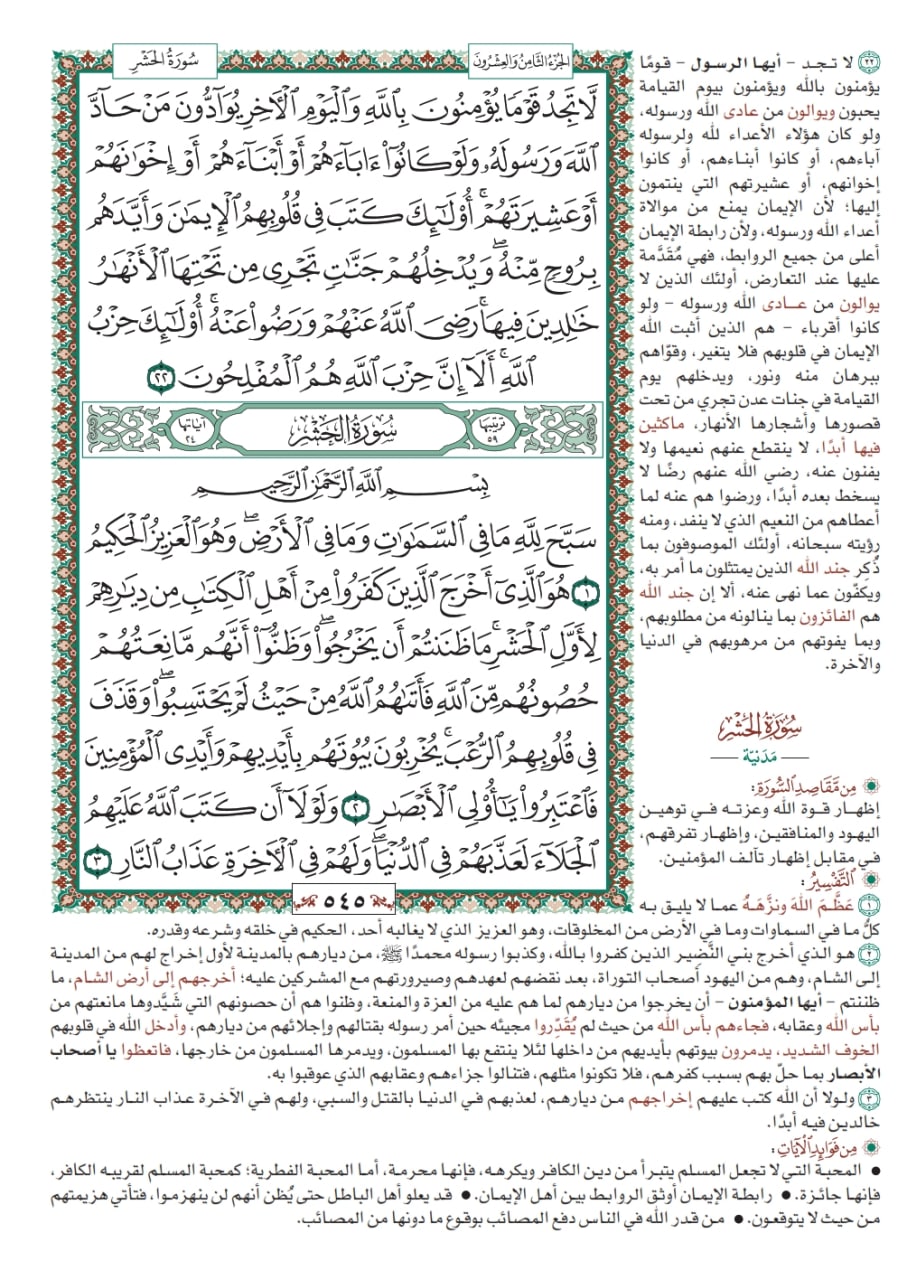 سُورَةُ الحَشْرِ
الجُزْءُ الثَّامِنُ وَالعِشْرُونَ
لَّا تَجِدُ قَوْمًا يُؤْمِنُونَ بِٱللَّهِ وَٱلْيَوْمِ ٱلْأَخِرِ يُوَآدُّونَ مَنْ حَآدَّ
ٱللَّهَ وَرَسُولَهُۥ وَلَوْ كَانُوٓا۟ ءَابَآءَهُمْ أَوْ أَبْنَآءَهُمْ أَوْ إِخْوَٰنَهُمْ
أَوْ عَشِيرَتَهُمْ ۚ أُو۟لَٰٓئِكَ كَتَبَ فِى قُلُوبِهِمُ ٱلْإِيمَٰنَ وَأَيَّدَهُم
بِرُوحٍ مِّنْهُ ۖ وَيُدْخِلُهُمْ جَنَّٰتٍ تَجْرِى مِن تَحْتِهَا ٱلْأَنْهَٰرُ
خَٰلِدِينَ فِيهَا ۚ رَضِىَ ٱللَّهُ عَنْهُمْ وَرَضُوا۟ عَنْهُ ۚ أُو۟لَٰٓئِكَ حِزْبُ
ٱللَّهِ ۚ أَلَآ إِنَّ حِزْبَ ٱللَّهِ هُمُ ٱلْمُفْلِحُونَ ٢٢
ترتيبها ٥٩
سُورَةُ الحَشْرِ
آياتها ٢٤
بِسْمِ ٱللَّهِ ٱلرَّحْمَٰنِ ٱلرَّحِيمِ
سَبَّحَ لِلَّهِ مَا فِى ٱلسَّمَٰوَٰتِ وَمَا فِى ٱلْأَرْضِ ۖ وَهُوَ ٱلْعَزِيزُ ٱلْحَكِيمُ
١ هُوَ ٱلَّذِىٓ أَخْرَجَ ٱلَّذِينَ كَفَرُوا۟ مِنْ أَهْلِ ٱلْكِتَٰبِ مِن دِيَٰرِهِمْ
لِأَوَّلِ ٱلْحَشْرِ ۚ مَا ظَنَنتُمْ أَن يَخْرُجُوا۟ ۖ وَظَنُّوٓا۟ أَنَّهُم مَّانِعَتُهُمْ
حُصُونُهُم مِّنَ ٱللَّهِ فَأَتَىٰهُمُ ٱللَّهُ مِنْ حَيْثُ لَمْ يَحْتَسِبُوا۟ ۖ وَقَذَفَ
فِى قُلُوبِهِمُ ٱلرُّعْبَ ۚ يُخْرِبُونَ بُيُوتَهُم بِأَيْدِيهِمْ وَأَيْدِى ٱلْمُؤْمِنِينَ
فَٱعْتَبِرُوا۟ يَٰٓأُو۟لِى ٱلْأَبْصَٰرِ ٢ وَلَوْلَآ أَن كَتَبَ ٱللَّهُ عَلَيْهِمُ
ٱلْجَلَآءَ لَعَذَّبَهُمْ فِى ٱلدُّنْيَا ۖ وَلَهُمْ فِى ٱلْأَخِرَةِ عَذَابُ ٱلنَّارِ ٣
٥٤٥
٢٢ لا تجد - أيها الرسول - قومًا
يؤمنون بالله ويؤمنون بيوم القيامة
يحبون ويوالون من عادى الله ورسوله،
ولو كان هؤلاء الأعداء لله ولرسوله
آباءهم، أو كانوا أبناءهم، أو كانوا
إخوانهم، أو عشيرتهم التي ينتمون
إليها؛ لأن الإيمان يمنع من موالاة
أعداء الله ورسوله، ولأن رابطة الإيمان
أعلى من جميع الروابط، فهي مُقَدَّمة
عليها عند التعارض، أولئك الذين لا
يوالون من عادى الله ورسوله - ولو
كانوا أقرباء - هم الذين أثبت الله
الإيمان في قلوبهم فلا يتغير، وقوّاهم
ببرهان منه ونور، ويدخلهم يوم
القيامة في جنات عدن تجري من تحت
قصورها وأشجارها الأنهار، ماكثين
فيها أبدًا، لا ينقطع عنهم نعيمها ولا
يفنون عنه، رضي الله عنهم رضًا لا
يسخط بعده أبدًا، ورضوا هم عنه لما
أعطاهم من النعيم الذي لا ينفد، ومنه
رؤيته سبحانه، أولئك الموصوفون بما
ذُكِر جند الله الذين يمتثلون ما أمر به،
ويكفّون عما نهى عنه، ألا إن جند الله
هم الفائزون بما ينالونه من مطلوبهم،
وبما يفوتهم من مرهوبهم في الدنيا
والآخرة.
سُورَةُ الحَشْرِ
— مَدَنيّة —
مِن مَّقَاصِدِ السُّورَةِ:
إظهار قوة الله وعزته في توهين
اليهود والمنافقين، وإظهار تفرقهم،
في مقابل إظهار تآلف المؤمنين.
التَّفْسِيرُ:
١ عَظَّمَ اللهَ ونزَّهَهُ عما لا يليق به
كلُّ ما في السماوات وما في الأرض من المخلوقات، وهو العزيز الذي لا يغالبه أحد، الحكيم في خلقه وشرعه وقدره.
٢ هو الذي أخرج بني النَّضِير الذين كفروا بالله، وكذبوا رسوله محمدًا ﷺ، من ديارهم بالمدينة لأول إخراج لهم من المدينة
إلى الشام، وهم من اليهود أصحاب التوراة، بعد نقضهم لعهدهم وصيرورتهم مع المشركين عليه؛ أخرجهم إلى أرض الشام، ما
ظننتم - أيها المؤمنون - أن يخرجوا من ديارهم لما هم عليه من العزة والمنعة، وظنوا هم أن حصونهم التي شَيَّدوها مانعتهم من
بأس الله وعقابه، فجاءهم بأس الله من حيث لم يُقَدِّروا مجيئه حين أمر رسوله بقتالهم وإجلائهم من ديارهم، وأدخل الله في قلوبهم
الخوف الشديد، يدمرون بيوتهم بأيديهم من داخلها لئلا ينتفع بها المسلمون، ويدمرها المسلمون من خارجها، فاتعظوا يا أصحاب
الأبصار بما حلّ بهم بسبب كفرهم، فلا تكونوا مثلهم، فتنالوا جزاءهم وعقابهم الذي عوقبوا به.
٣ ولولا أن الله كتب عليهم إخراجهم من ديارهم، لعذبهم في الدنيا بالقتل والسبي، ولهم في الآخرة عذاب النار ينتظرهم
خالدين فيه أبدًا.
مِن فَوَائِدِ الآيَاتِ:
• المحبة التي لا تجعل المسلم يتبرأ من دين الكافر ويكرهه، فإنها محرمة، أما المحبة الفطرية؛ كمحبة المسلم لقريبه الكافر،
فإنها جائزة. • رابطة الإيمان أوثق الروابط بين أهل الإيمان. • قد يعلو أهل الباطل حتى يُظن أنهم لن ينهزموا، فتأتي هزيمتهم
من حيث لا يتوقعون. • من قدر الله في الناس دفع المصائب بوقوع ما دونها من المصائب.